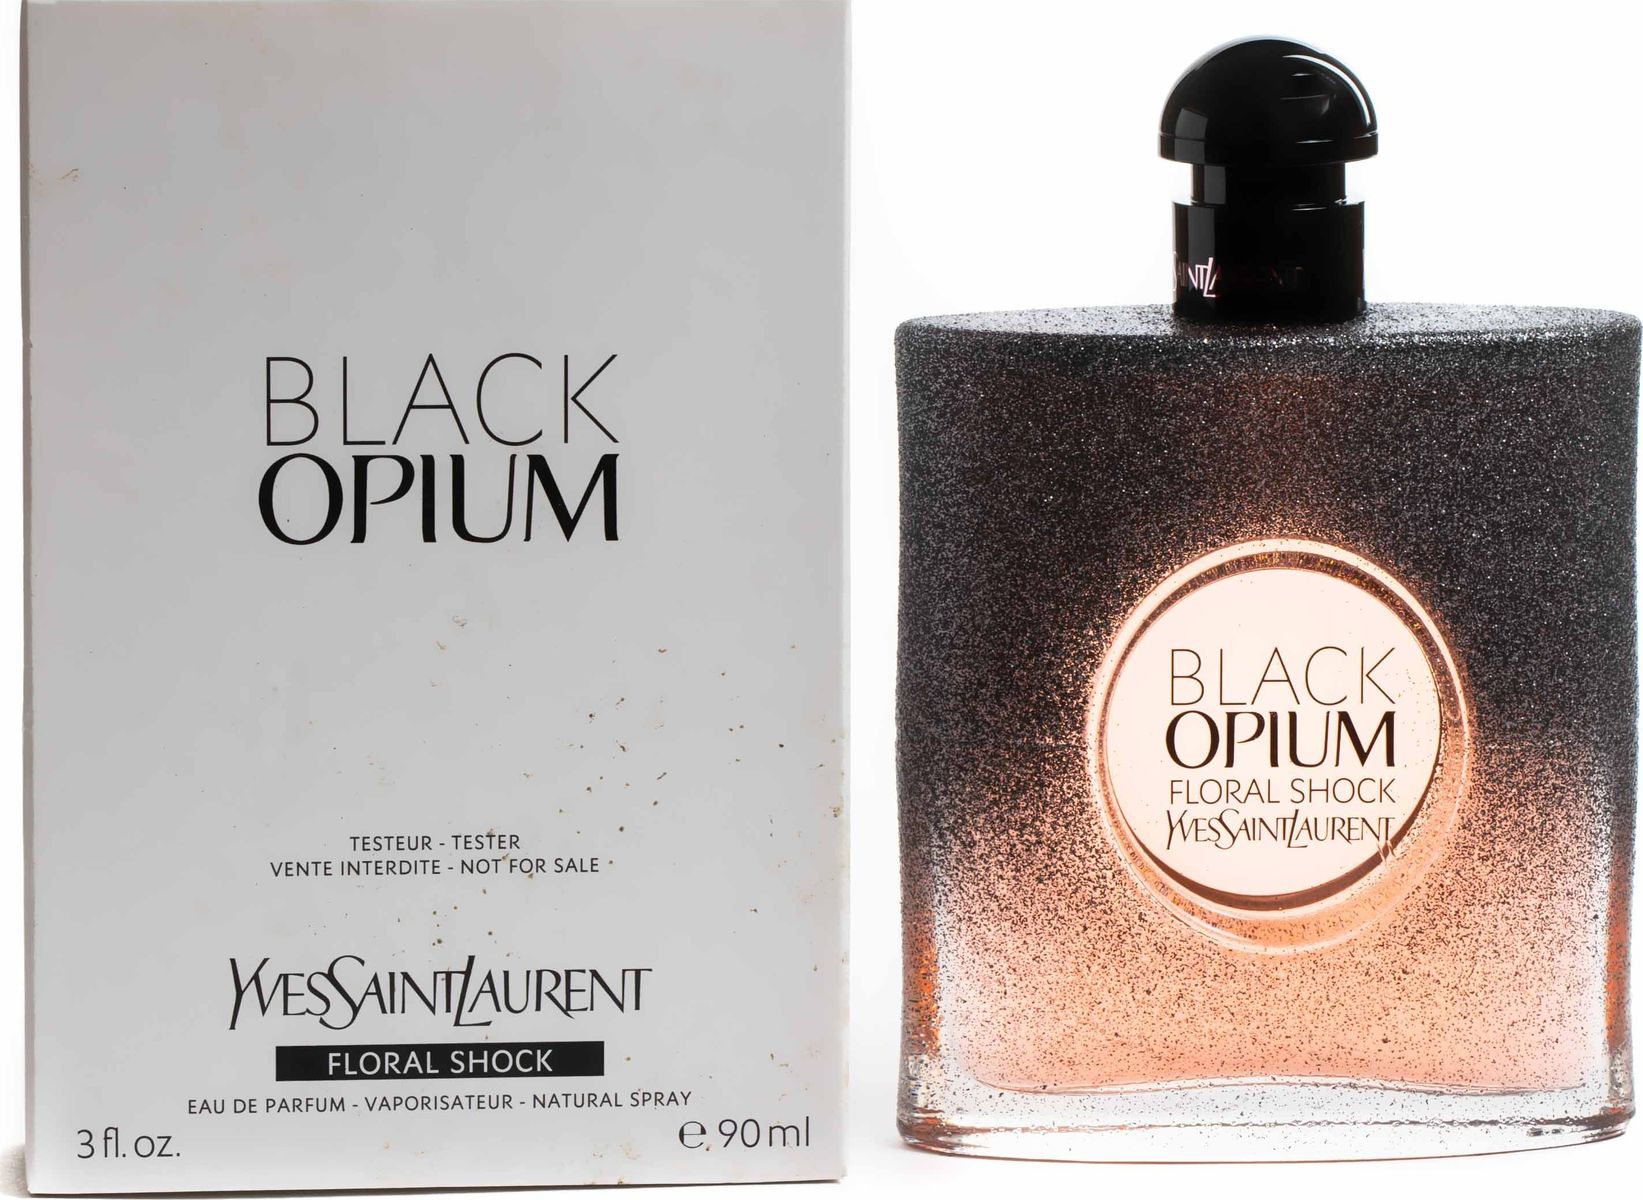 BLACK
OPIUM
TESTEUR - TESTER
VENTE INTERDITE - NOT FOR SALE
YVESSAINTLAURENT
FLORAL SHOCK
EAU DE PARFUM - VAPORISATEUR - NATURAL SPRAY
3 fl. oz.
e 90 ml
SAINTLAURENT
BLACK
OPIUM
FLORAL SHOCK
YVESSAINTLAURENT